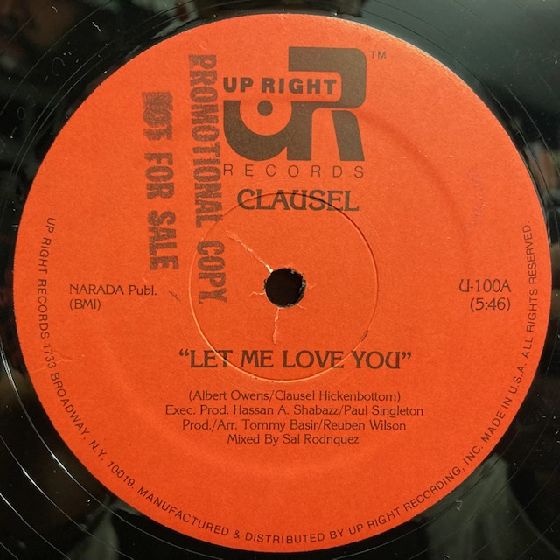 UP RIGHT
UR
TM
RECORDS
CLAUSEL
PROMOTIONAL COPY
NOT FOR SALE
NARADA Publ.
(BMI)
U-100A
(5:46)
"LET ME LOVE YOU"
(Albert Owens/Clausel Hickenbottom)
Exec. Prod. Hassan A. Shabazz/Paul Singleton
Prod./Arr. Tommy Basir/Reuben Wilson
Mixed By Sal Rodriquez
UP RIGHT RECORDS 1733 BROADWAY, N.Y. 10019. MANUFACTURED & DISTRIBUTED BY UP RIGHT RECORDING, INC. MADE IN U.S.A. ALL RIGHTS RESERVED.